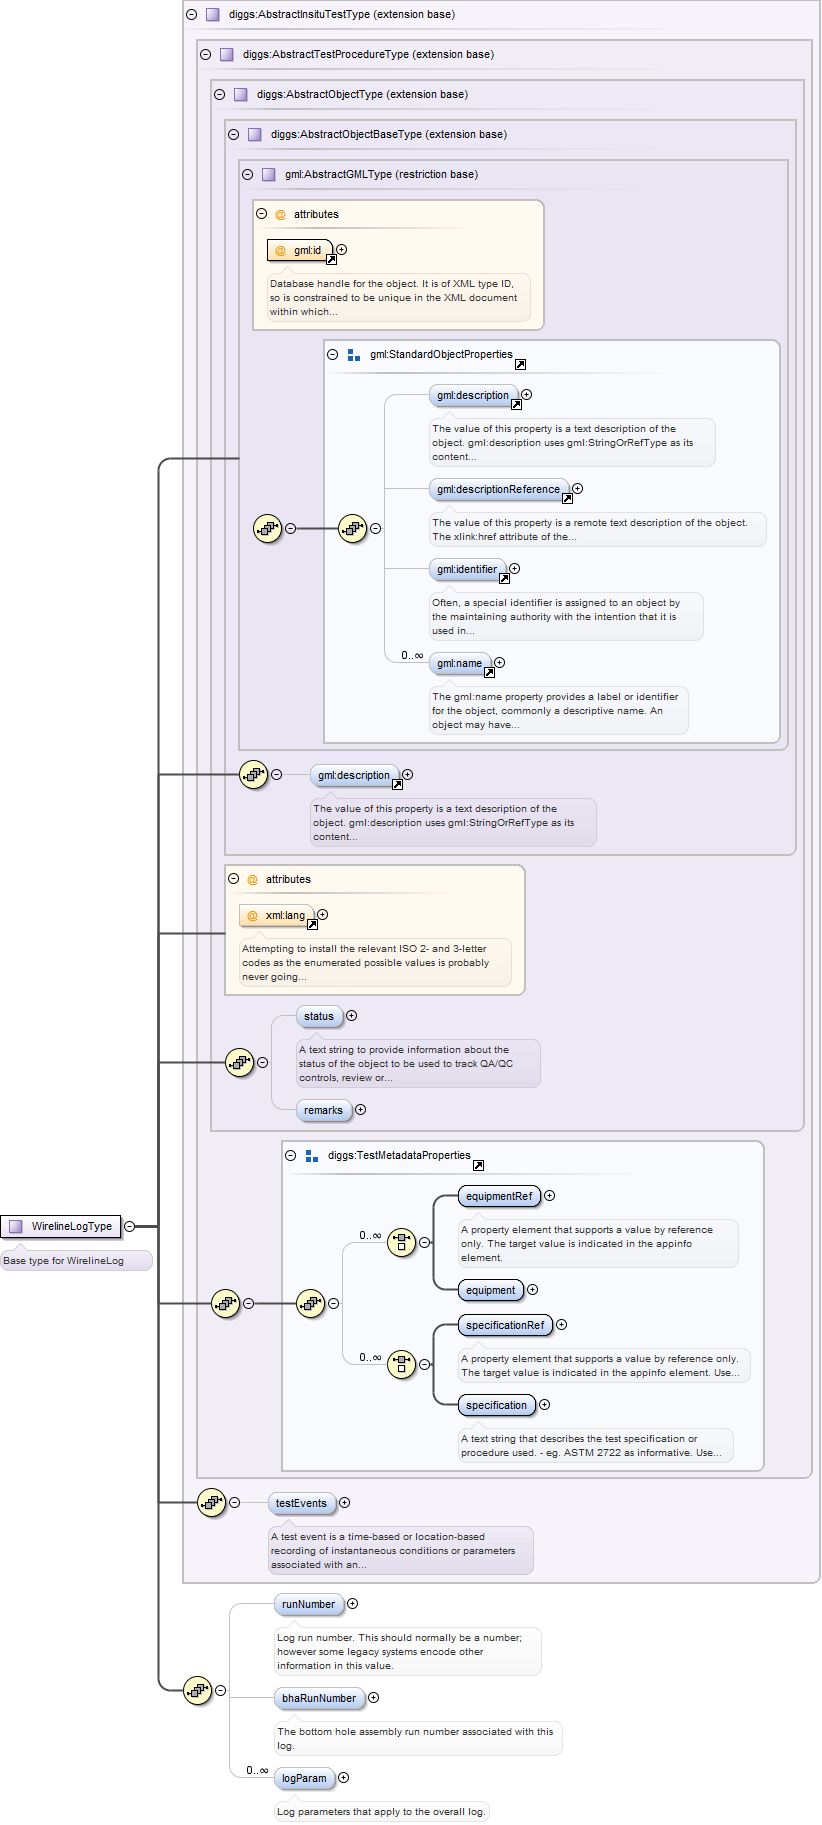 diggs:AbstractInsituTestType (extension base)
diggs:AbstractTestProcedureType (extension base)
diggs:AbstractObjectType (extension base)
diggs:AbstractObjectBaseType (extension base)
gml:AbstractGMLType (restriction base)
@ attributes
@ gml:id
Database handle for the object. It is of XML type ID,
so is constrained to be unique in the XML document
within which...
gml:StandardObjectProperties
gml:description
The value of this property is a text description of the
object. gml:description uses gml:StringOrRefType as its
content...
gml:descriptionReference
The value of this property is a remote text description of the object.
The xlink:href attribute of the...
gml:identifier
Often, a special identifier is assigned to an object by
the maintaining authority with the intention that it is
used in...
0..∞
gml:name
The gml:name property provides a label or identifier
for the object, commonly a descriptive name. An
object may have...
gml:description
The value of this property is a text description of the
object. gml:description uses gml:StringOrRefType as its
content...
@ attributes
@ xml:lang
Attempting to install the relevant ISO 2- and 3-letter
codes as the enumerated possible values is probably
never going...
status
A text string to provide information about the
status of the object to be used to track QA/QC
controls, review or...
remarks
diggs:TestMetadataProperties
equipmentRef
0..∞
A property element that supports a value by reference
only. The target value is indicated in the appinfo
element.
equipment
specificationRef
0..∞
A property element that supports a value by reference only.
The target value is indicated in the appinfo element. Use...
specification
A text string that describes the test specification or
procedure used. - eg. ASTM 2722 as informative. Use...
WirelineLogType
Base type for WirelineLog
testEvents
A test event is a time-based or location-based
recording of instantaneous conditions or parameters
associated with an...
runNumber
Log run number. This should normally be a number;
however some legacy systems encode other
information in this value.
bhaRunNumber
The bottom hole assembly run number associated with this
log.
0..∞
logParam
Log parameters that apply to the overall log.